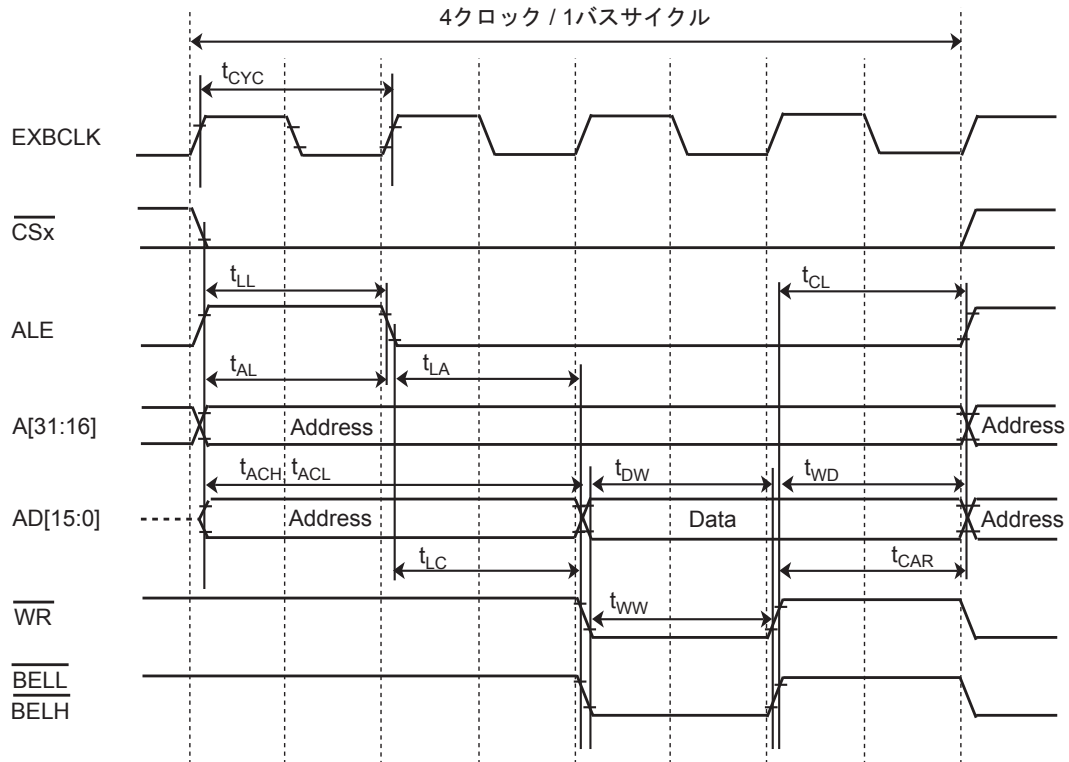 4クロック / 1バスサイクル
tCYC
EXBCLK
CSx
tLL
tCL
ALE
tAL
tLA
A[31:16]
Address
Address
tACH, tACL
tDW
tWD
AD[15:0]
Address
Data
Address
tLC
tCAR
WR
tWW
BELL
BELH